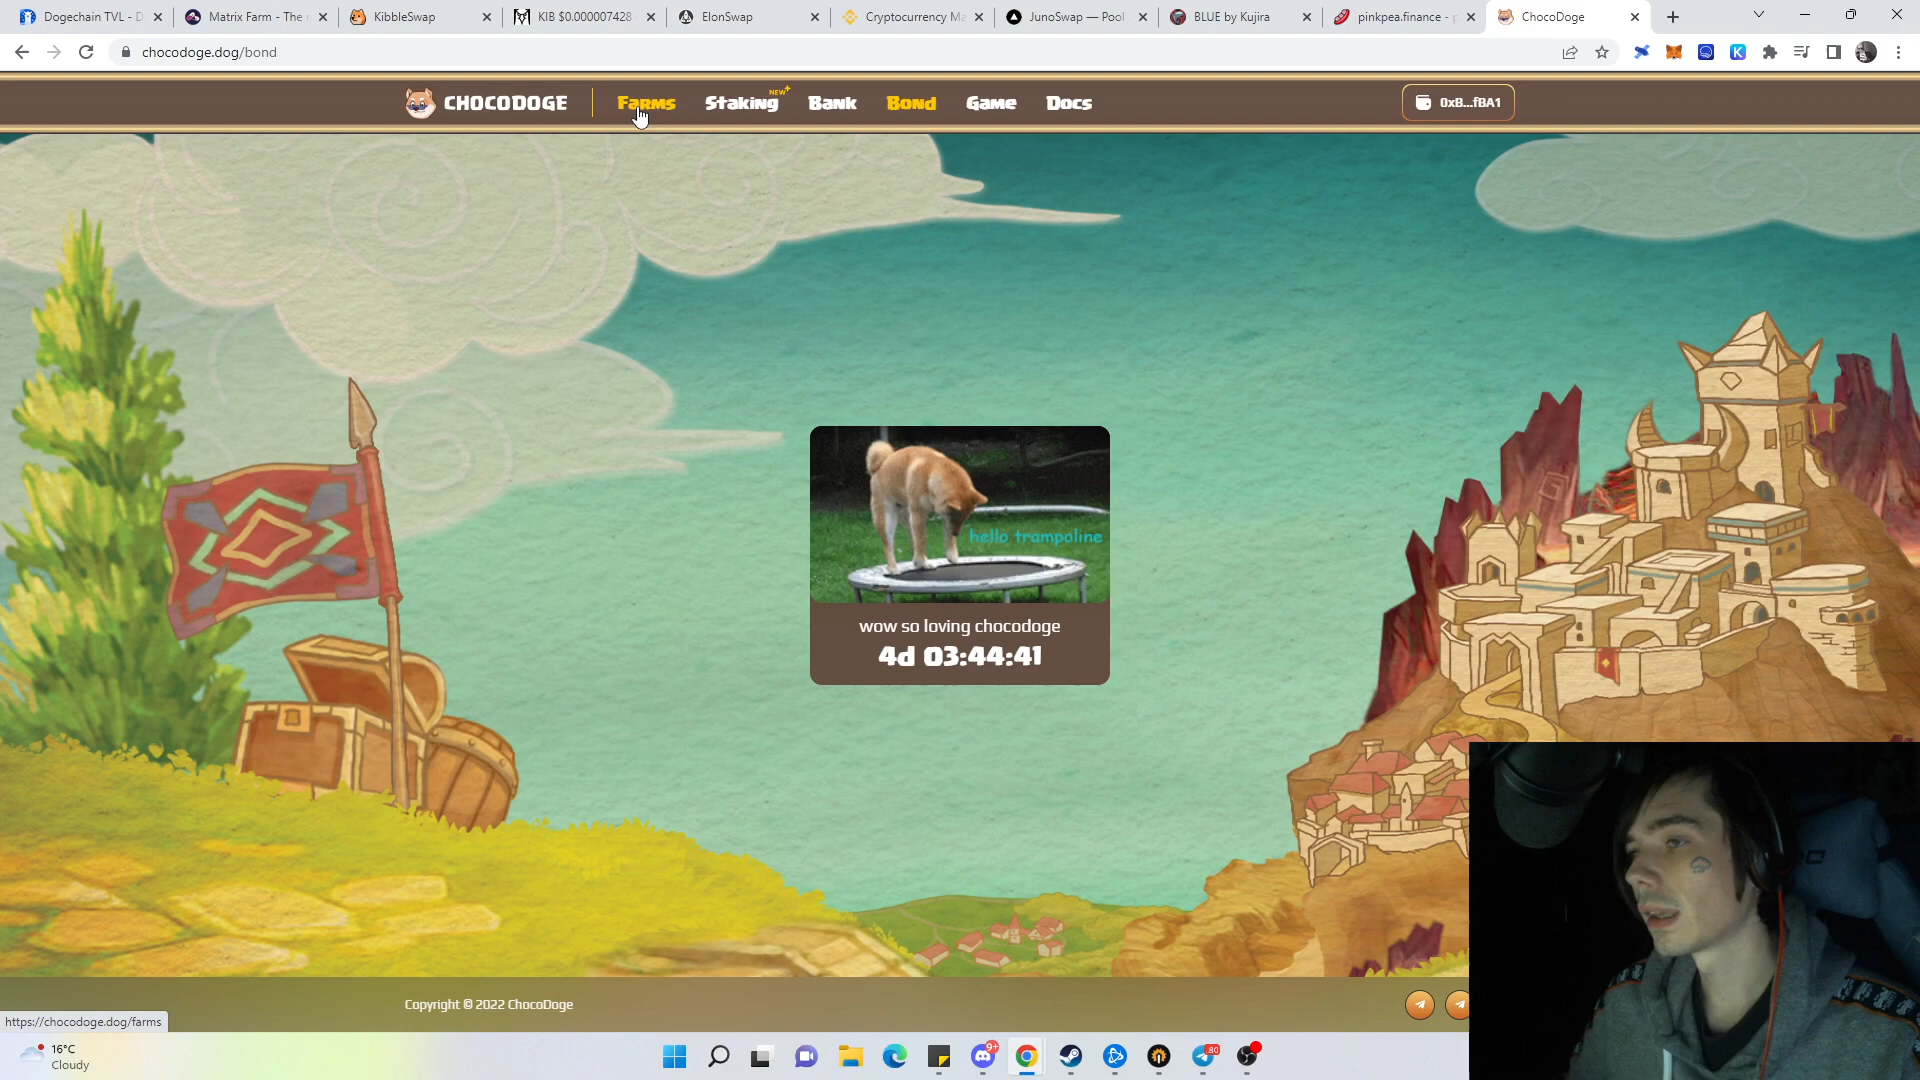 Dogechain TVL - D
Matrix Farm - The
KibbleSwap
KIB $0.000007428
ElonSwap
Cryptocurrency Ma
JunoSwap — Pool
BLUE by Kujira
pinkpea.finance - p
ChocoDoge
chocodoge.dog/bond
CHOCODOGE
Farms
Staking
NEW
Bank
Bond
Game
Docs
0xB...fBA1
hello trampoline
wow so loving chocodoge
4d 03:44:41
Copyright © 2022 ChocoDoge
https://chocodoge.dog/farms
16°C
Cloudy
9+
80